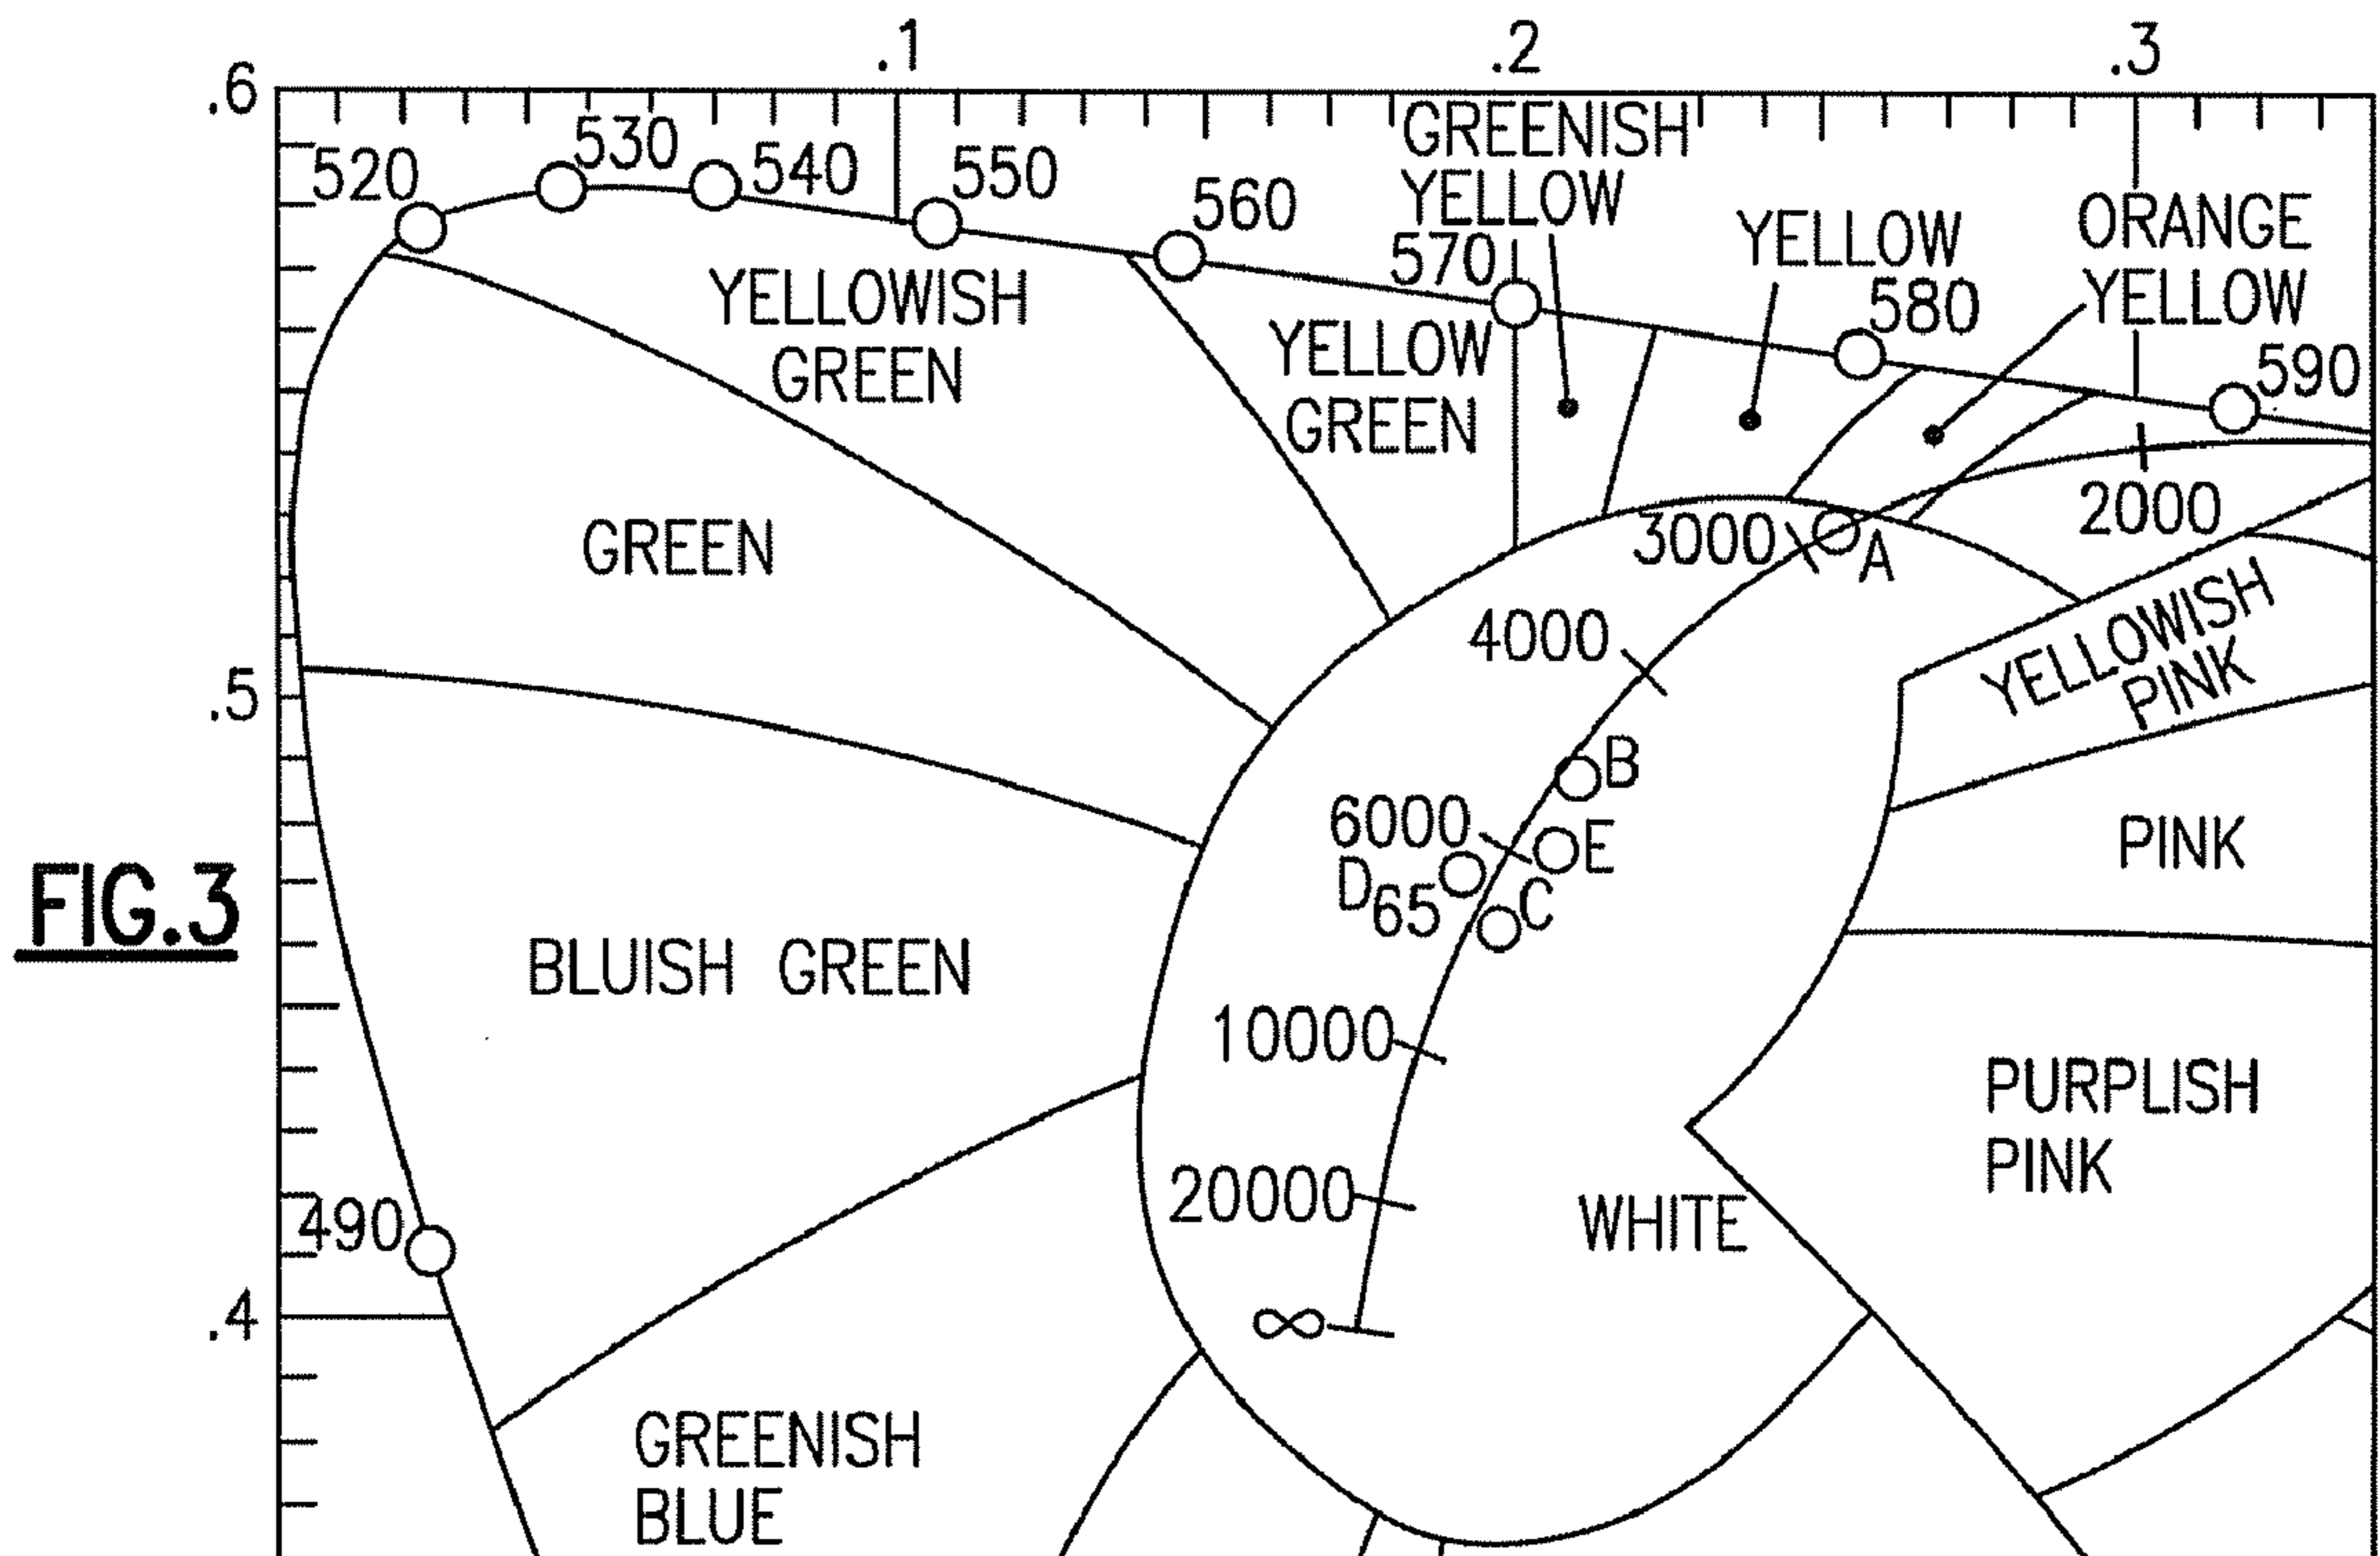 .1
.2
.3
.6
GREENISH
YELLOW
530
520
540
550
560
570
YELLOW
580
ORANGE
YELLOW
590
YELLOWISH
GREEN
YELLOW
GREEN
GREEN
3000
A
2000
4000
YELLOWISH
PINK
.5
B
6000
E
D65
C
PINK
FIG.3
BLUISH GREEN
10000
PURPLISH
PINK
20000
WHITE
490
∞
.4
GREENISH
BLUE